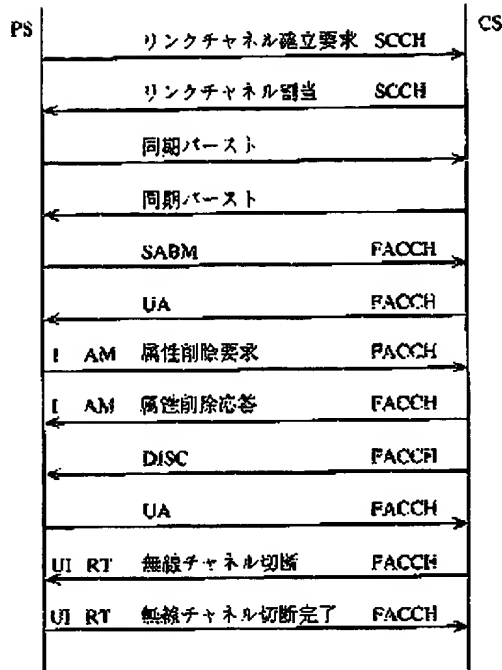 PS CS
リンクチャネル確立要求 SCCH
リンクチャネル割当 SCCH
同期バースト
同期バースト
SABM FACCH
UA FACCH
I AM 属性削除要求 FACCH
I AM 属性削除応答 FACCH
DISC FACCH
UA FACCH
UI RT 無線チャネル切断 FACCH
UI RT 無線チャネル切断完了 FACCH